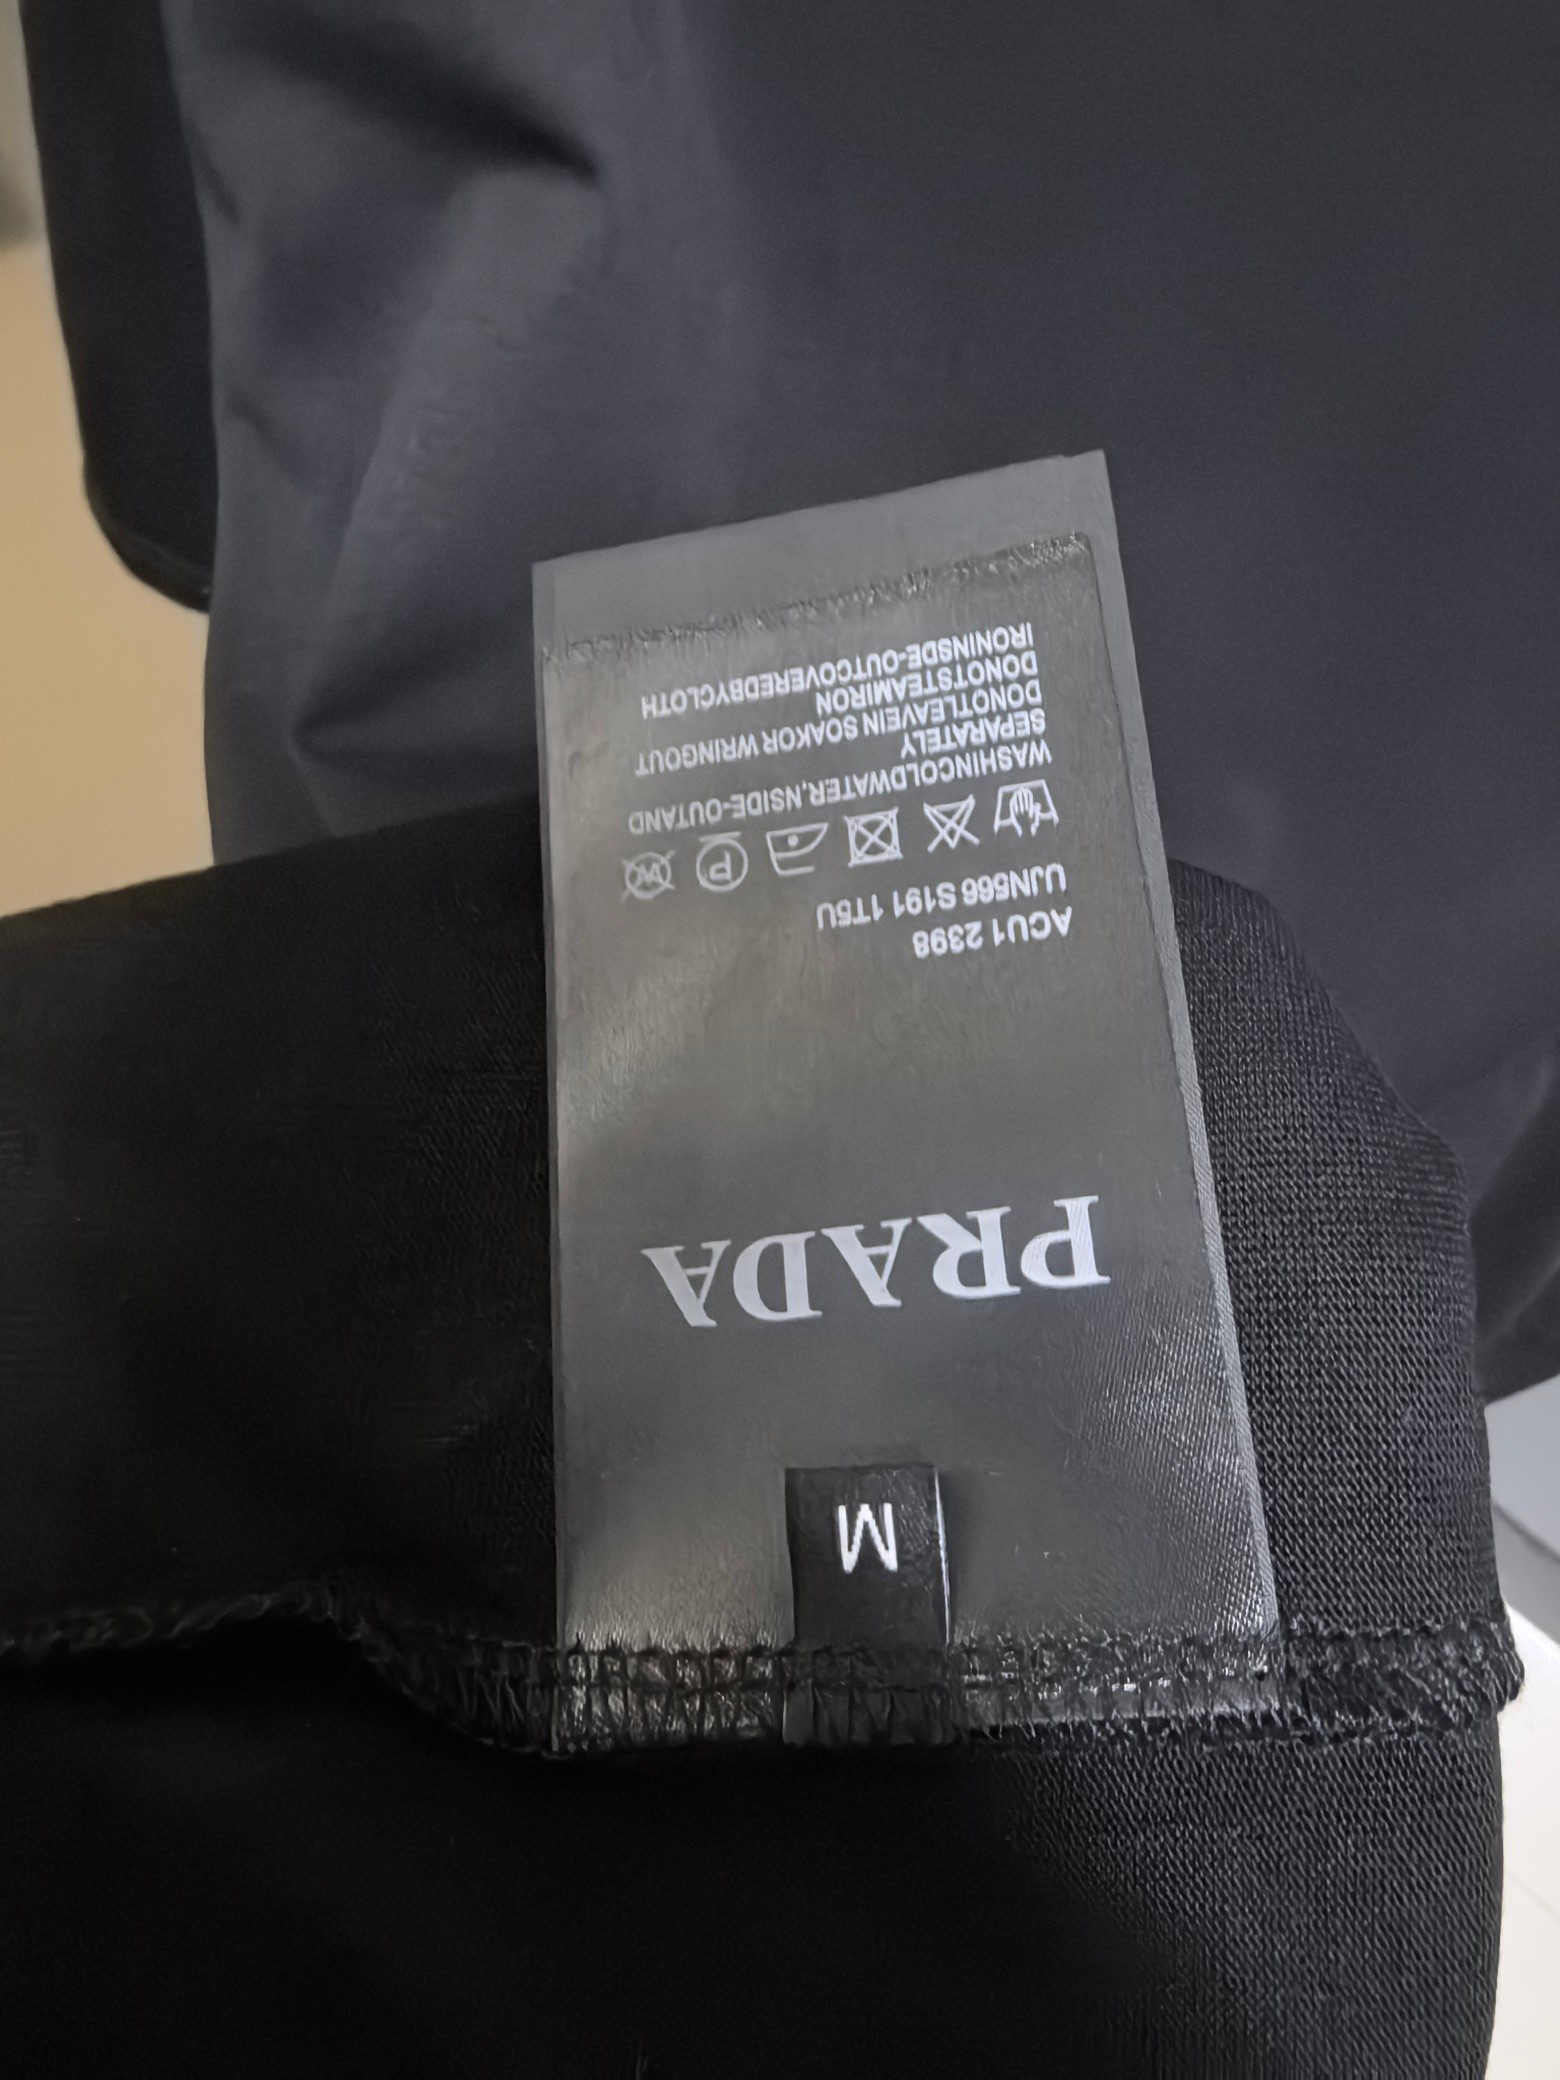 M
PRADA
ACU1 2398
UJN566 S191 1T5U
WASHINCOLDWATER,NSIDE-OUTAND
SEPARATELY
DONOTLEAVEIN SOAKOR WRINGOUT
DONOTSTEAMIRON
IRONINSDE-OUTCOVEREDBYCLOTH